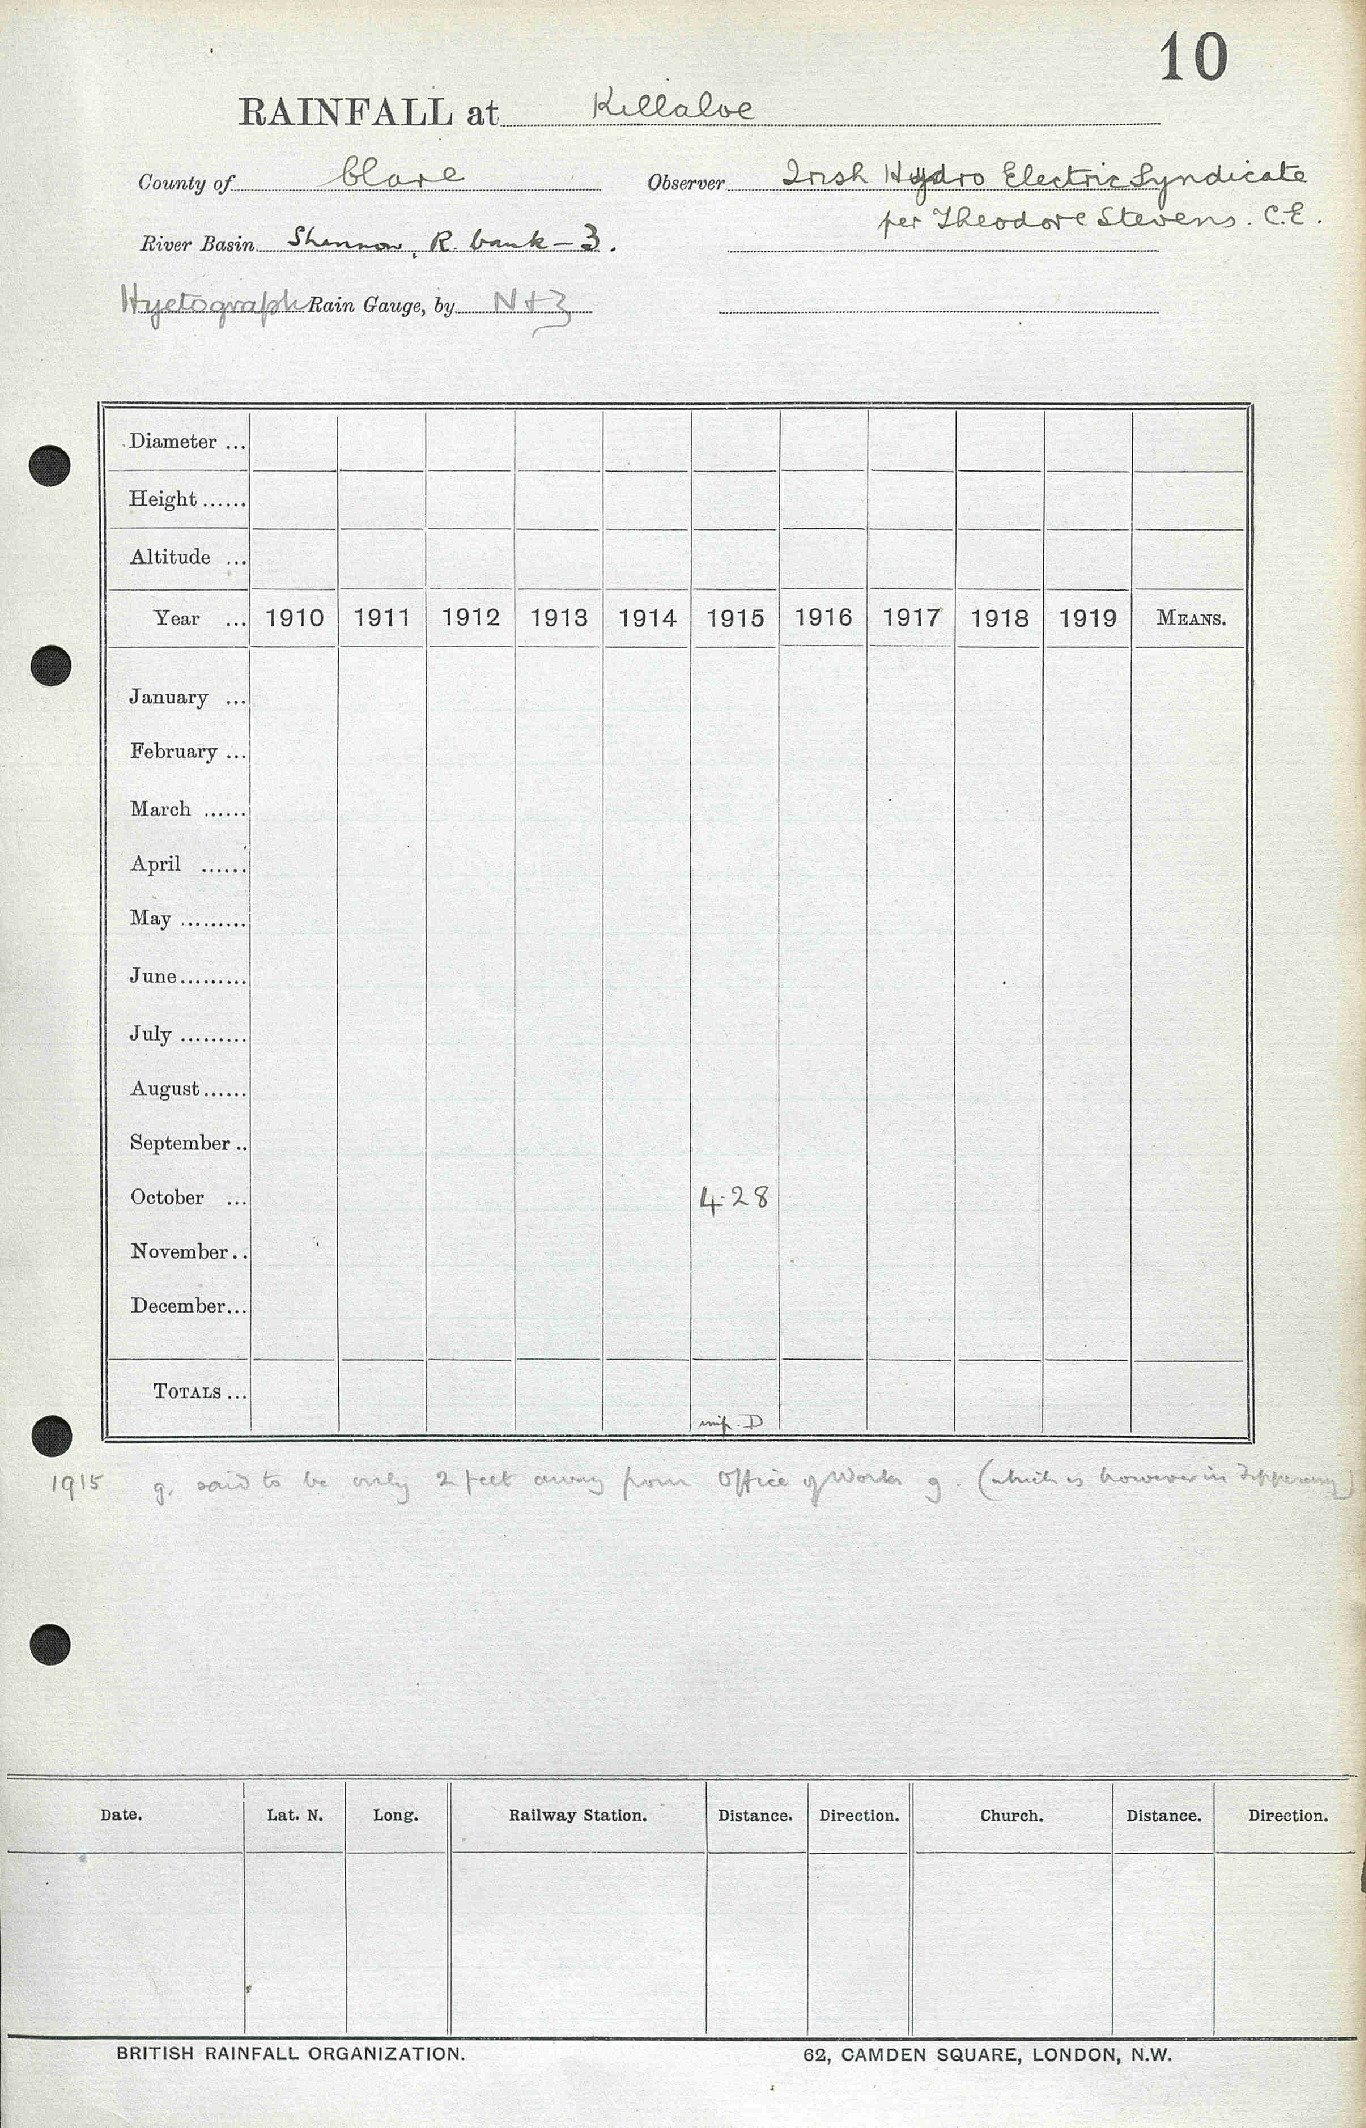 10
RAINFALL at Killaloe
County of Clare Observer Irish Hydro Electric Syndicate
per Theodore Stevens. C.E.
River Basin Shannon, R. bank - 3.
Hyetograph Rain Gauge, by N+Z
Diameter ...
Height ......
Altitude ...
Year ... 1910 1911 1912 1913 1914 1915 1916 1917 1918 1919 MEANS.
January ...
February ...
March ......
April ......
May .........
June.........
July .........
August......
September ..
October ... 4.28
November..
December...
TOTALS ...
D
1915 g. said to be only 2 feet away from Office of Works g. (which is however in Tipperary)
Date. Lat. N. Long. Railway Station. Distance. Direction. Church. Distance. Direction.
BRITISH RAINFALL ORGANIZATION. 62, CAMDEN SQUARE, LONDON, N.W.